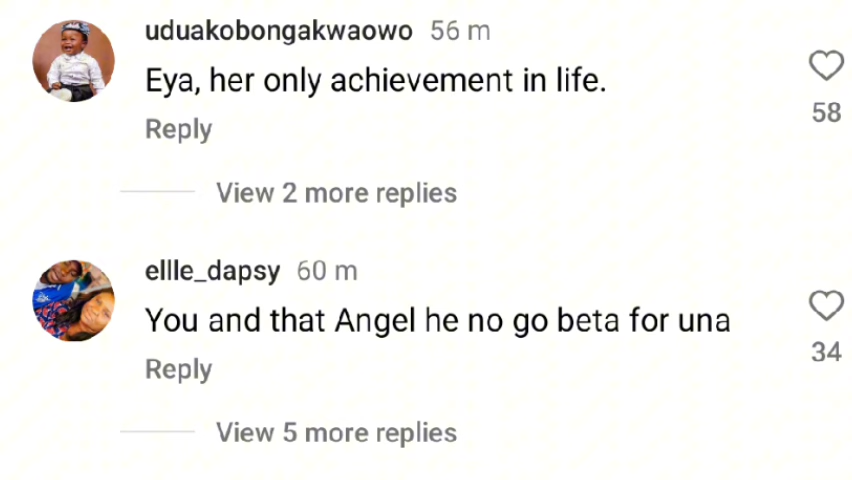 uduakobongakwaowo 56 m
Eya, her only achievement in life.
58
Reply
View 2 more replies
ellle_dapsy 60 m
You and that Angel he no go beta for una
34
Reply
View 5 more replies